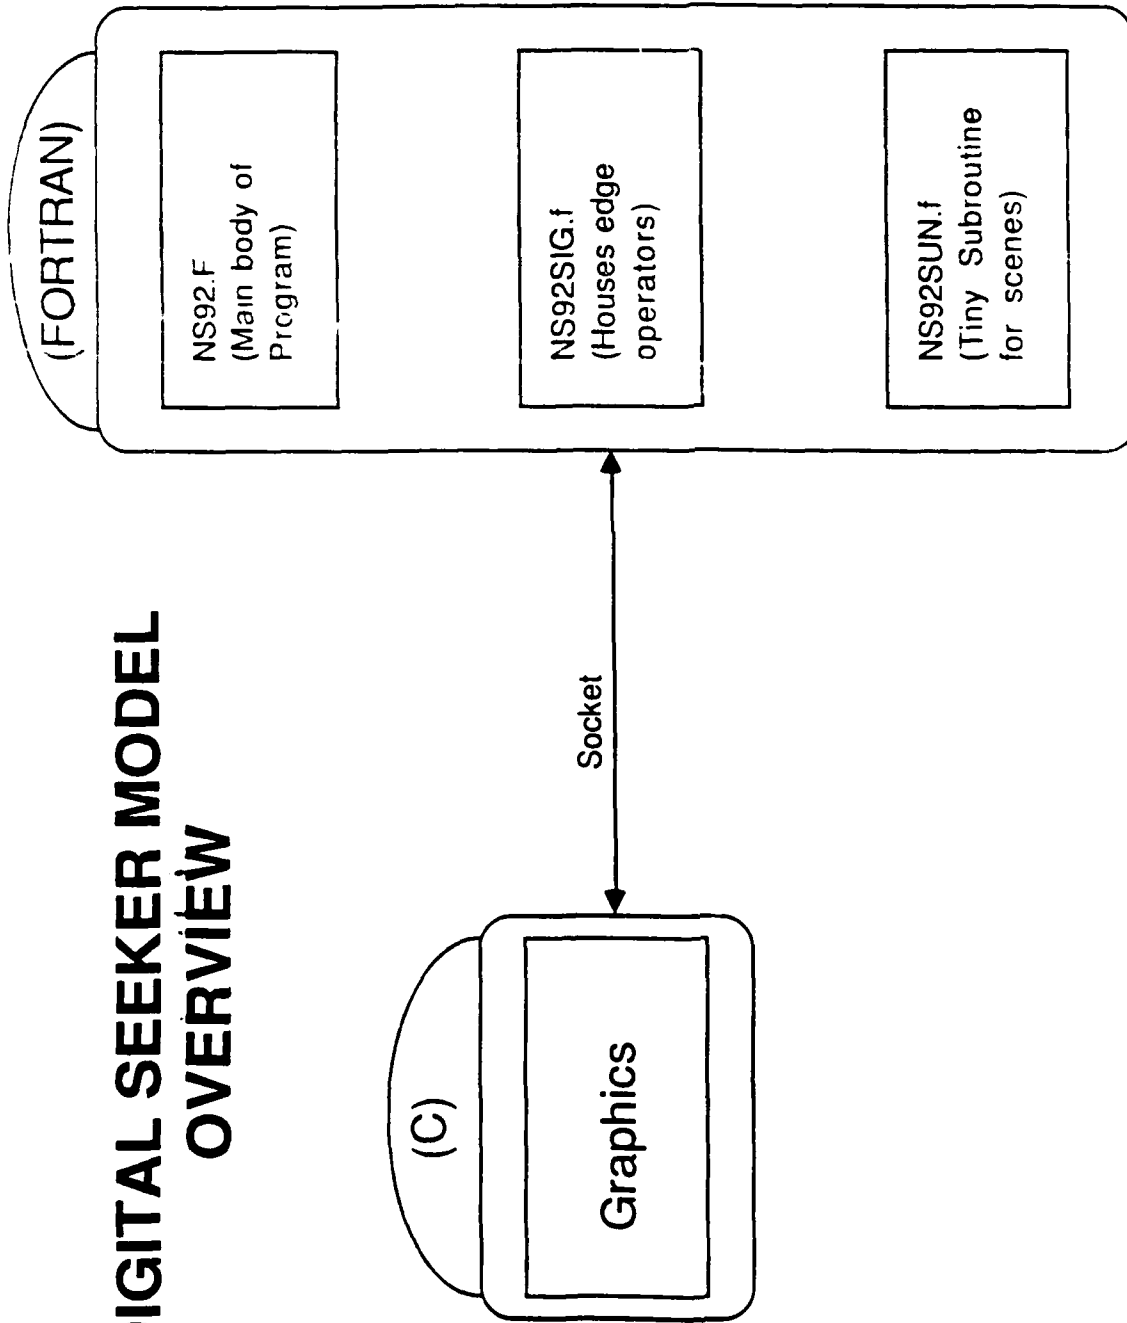 IGITAL SEEKER MODEL
OVERVIEW
(C)
Graphics
Socket
(FORTRAN)
NS92.F
(Main body of
Program)
NS92SIG.f
(Houses edge
operators)
NS92SUN.f
(Tiny Subroutine
for scenes)